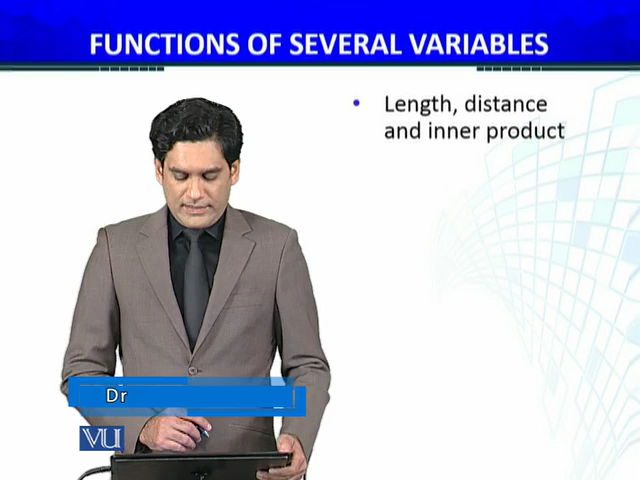 FUNCTIONS OF SEVERAL VARIABLES
• Length, distance
and inner product
Dr
VU